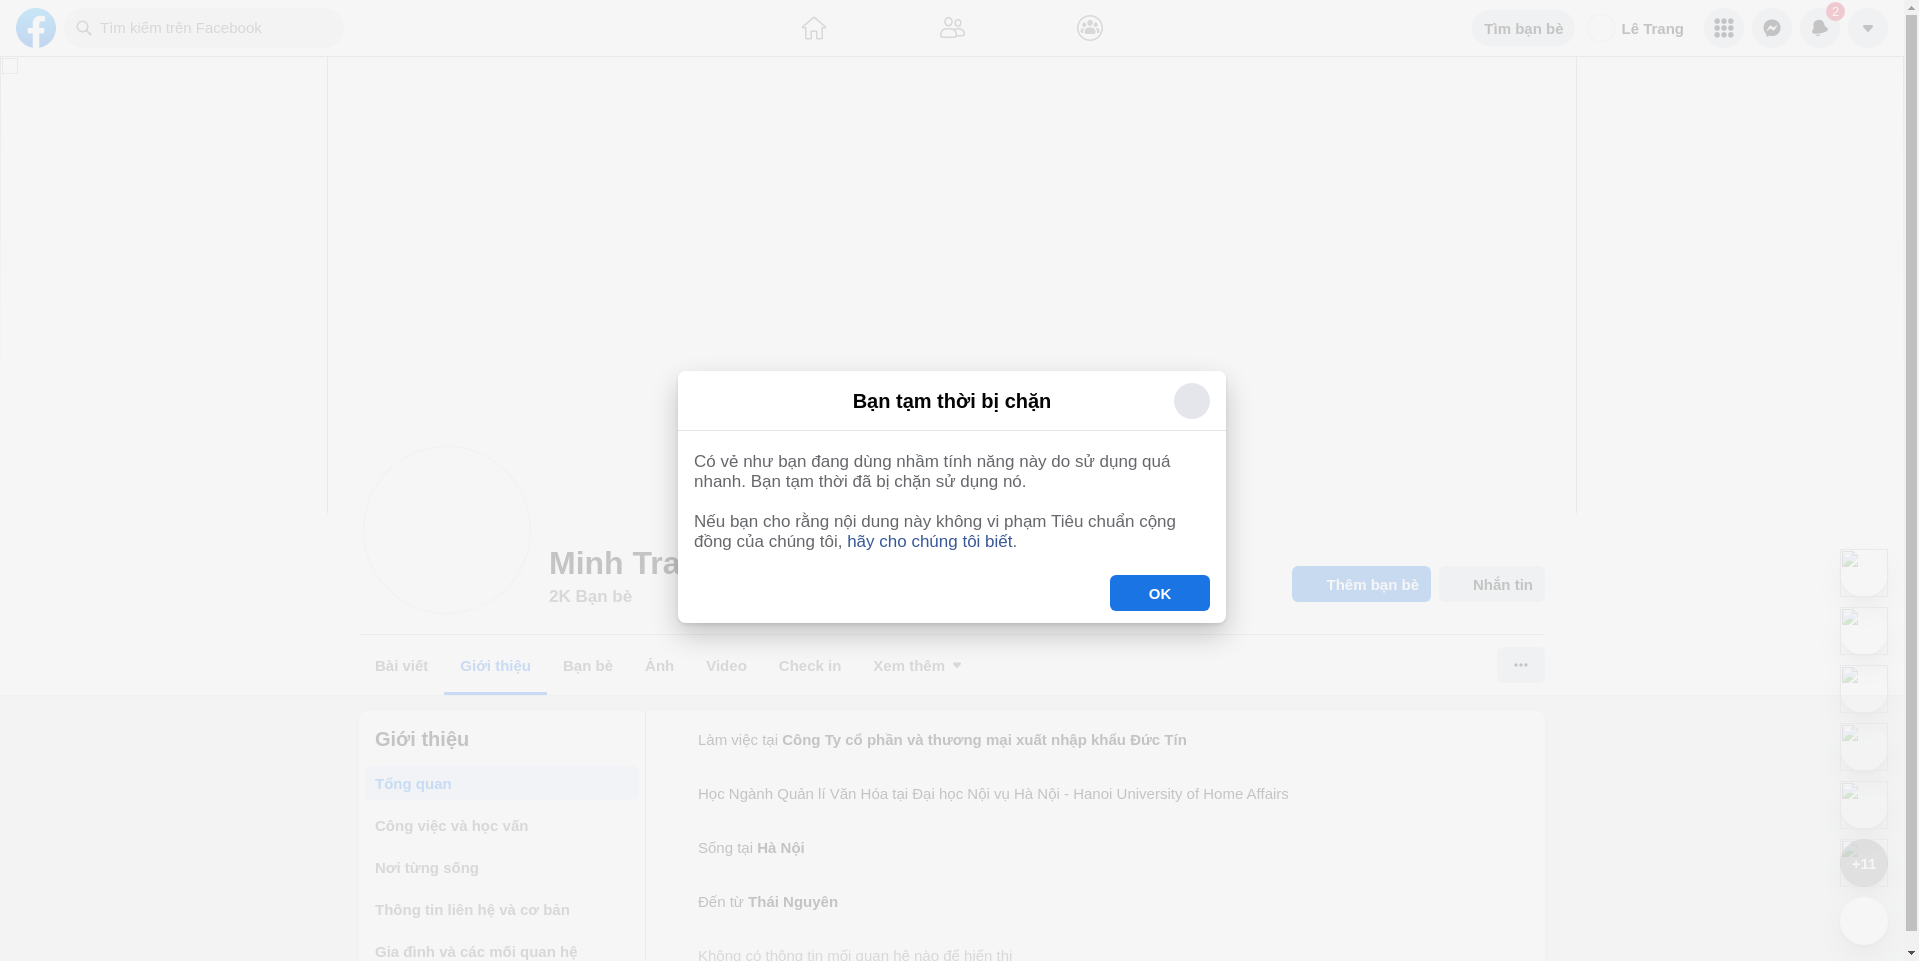 Tìm kiếm trên Facebook
Tìm bạn bè
Lê Trang
2
Bạn tạm thời bị chặn
Có vẻ như bạn đang dùng nhầm tính năng này do sử dụng quá
nhanh. Bạn tạm thời đã bị chặn sử dụng nó.
Nếu bạn cho rằng nội dung này không vi phạm Tiêu chuẩn cộng
đồng của chúng tôi, hãy cho chúng tôi biết.
OK
Minh Tra
2K Bạn bè
Thêm bạn bè
Nhắn tin
Bài viết
Giới thiệu
Bạn bè
Ảnh
Video
Check in
Xem thêm
Giới thiệu
Tổng quan
Công việc và học vấn
Nơi từng sống
Thông tin liên hệ và cơ bản
Gia đình và các mối quan hệ
Làm việc tại Công Ty cổ phần và thương mại xuất nhập khẩu Đức Tín
Học Ngành Quản lí Văn Hóa tại Đại học Nội vụ Hà Nội - Hanoi University of Home Affairs
Sống tại Hà Nội
Đến từ Thái Nguyên
Không có thông tin mối quan hệ nào để hiển thị
+11